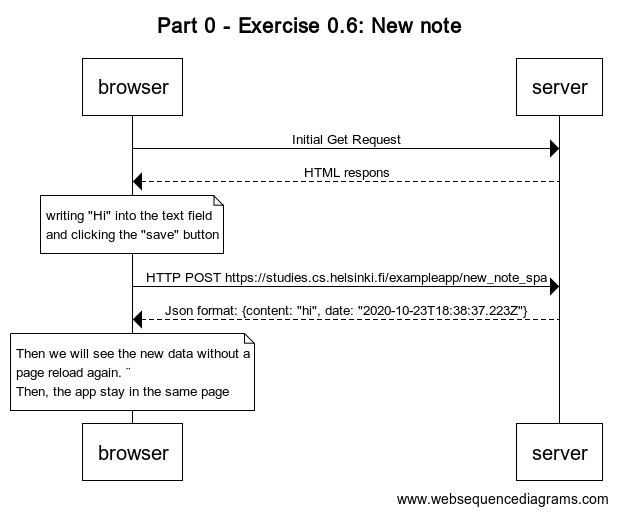 Part 0 - Exercise 0.6: New note
browser
server
Initial Get Request
HTML respons
writing "Hi" into the text field
and clicking the "save" button
HTTP POST https://studies.cs.helsinki.fi/exampleapp/new_note_spa
Json format: {content: "hi", date: "2020-10-23T18:38:37.223Z"}
Then we will see the new data without a
page reload again. ¨
Then, the app stay in the same page
browser
server
www.websequencediagrams.com